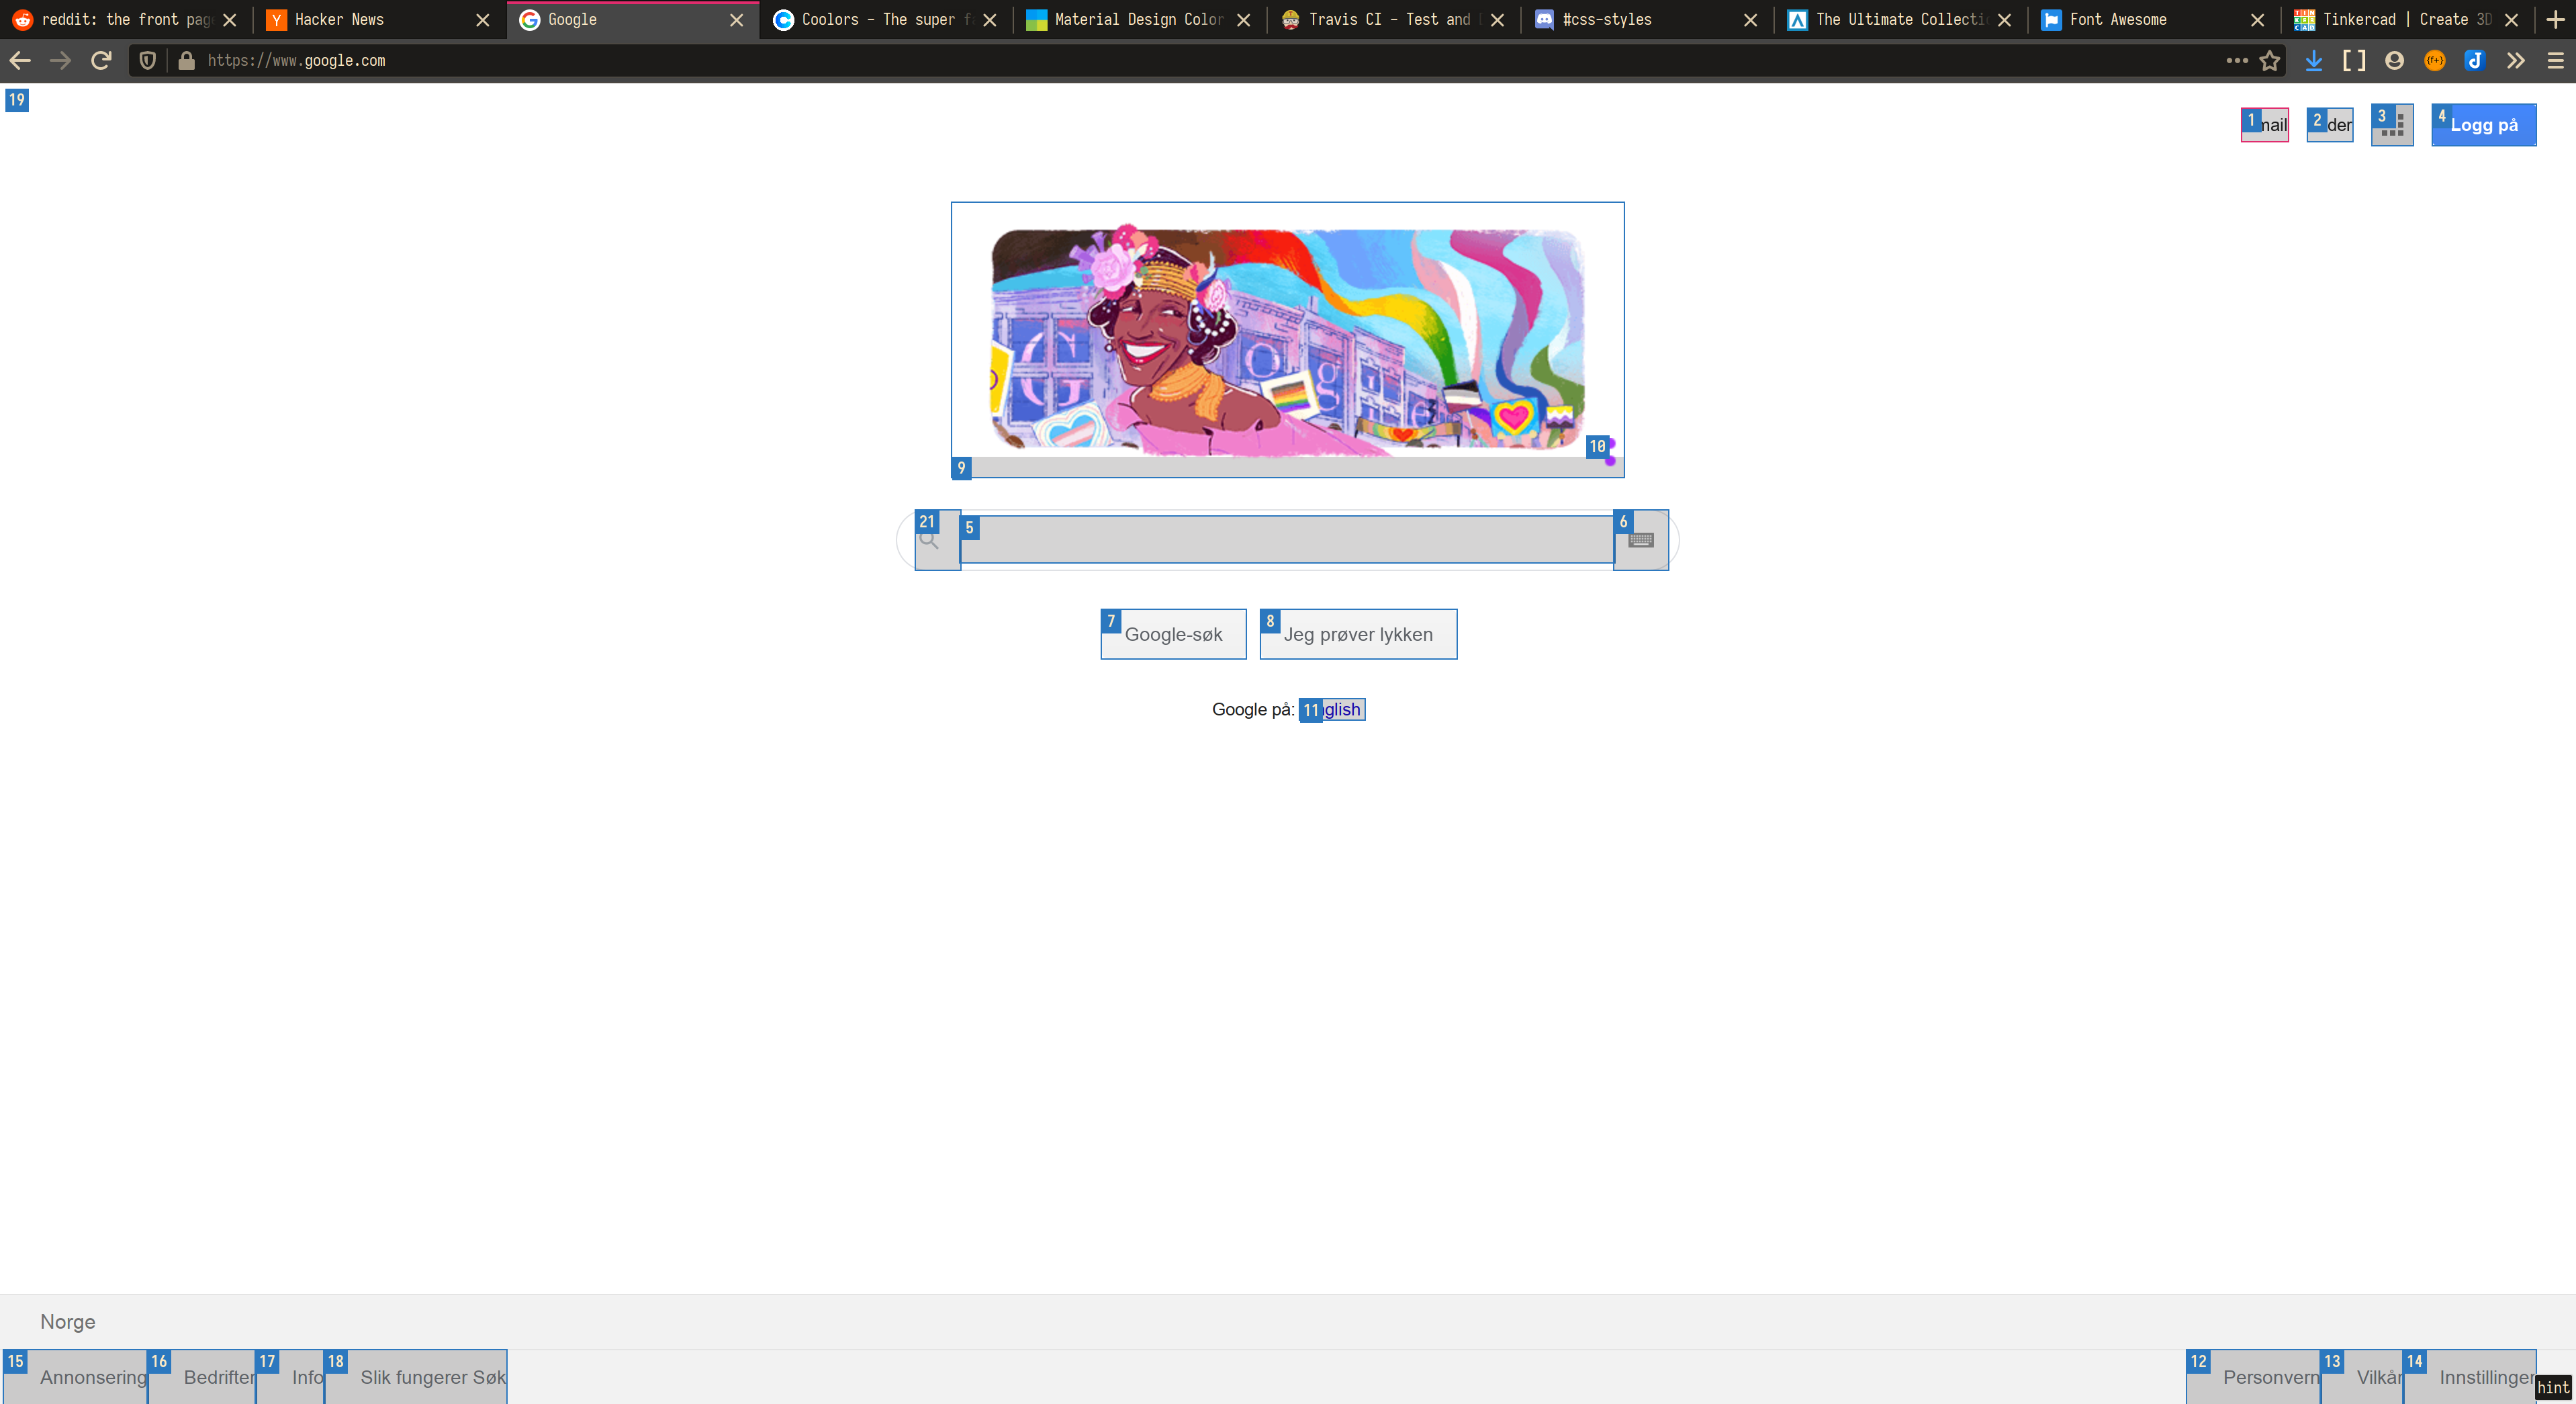 reddit: the front page
Hacker News
Google
Coolors - The super f
Material Design Color
Travis CI - Test and
#css-styles
The Ultimate Collecti
Font Awesome
Tinkercad | Create 3D
https://www.google.com
19
1 mail
2 der
3
4 Logg på
Google
10
9
21
5
6
7 Google-søk
8 Jeg prøver lykken
Google på: 11 glish
Norge
15 Annonsering
16 Bedrifter
17 Info
18 Slik fungerer Søk
12 Personvern
13 Vilkår
14 Innstillinger
hint